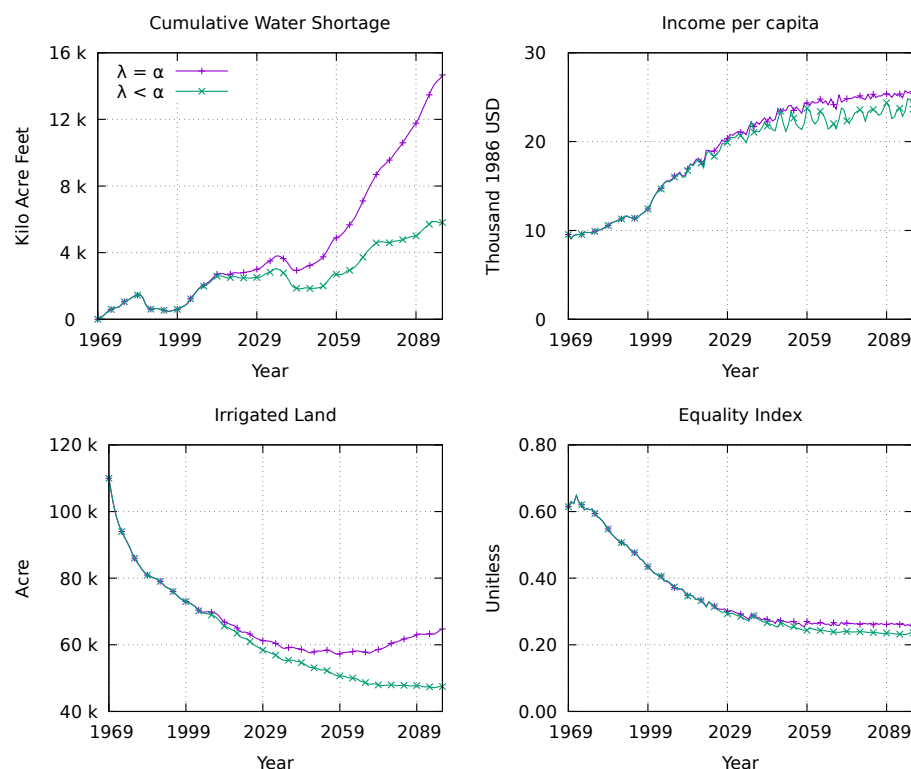 Cumulative Water Shortage
16 k
12 k
8 k
4 k
0
1969 1999 2029 2059 2089
Kilo Acre Feet
Year
λ = α
λ < α
Income per capita
30
20
10
0
1969 1999 2029 2059 2089
Thousand 1986 USD
Year
Irrigated Land
120 k
100 k
80 k
60 k
40 k
1969 1999 2029 2059 2089
Acre
Year
Equality Index
0.80
0.60
0.40
0.20
0.00
1969 1999 2029 2059 2089
Unitless
Year